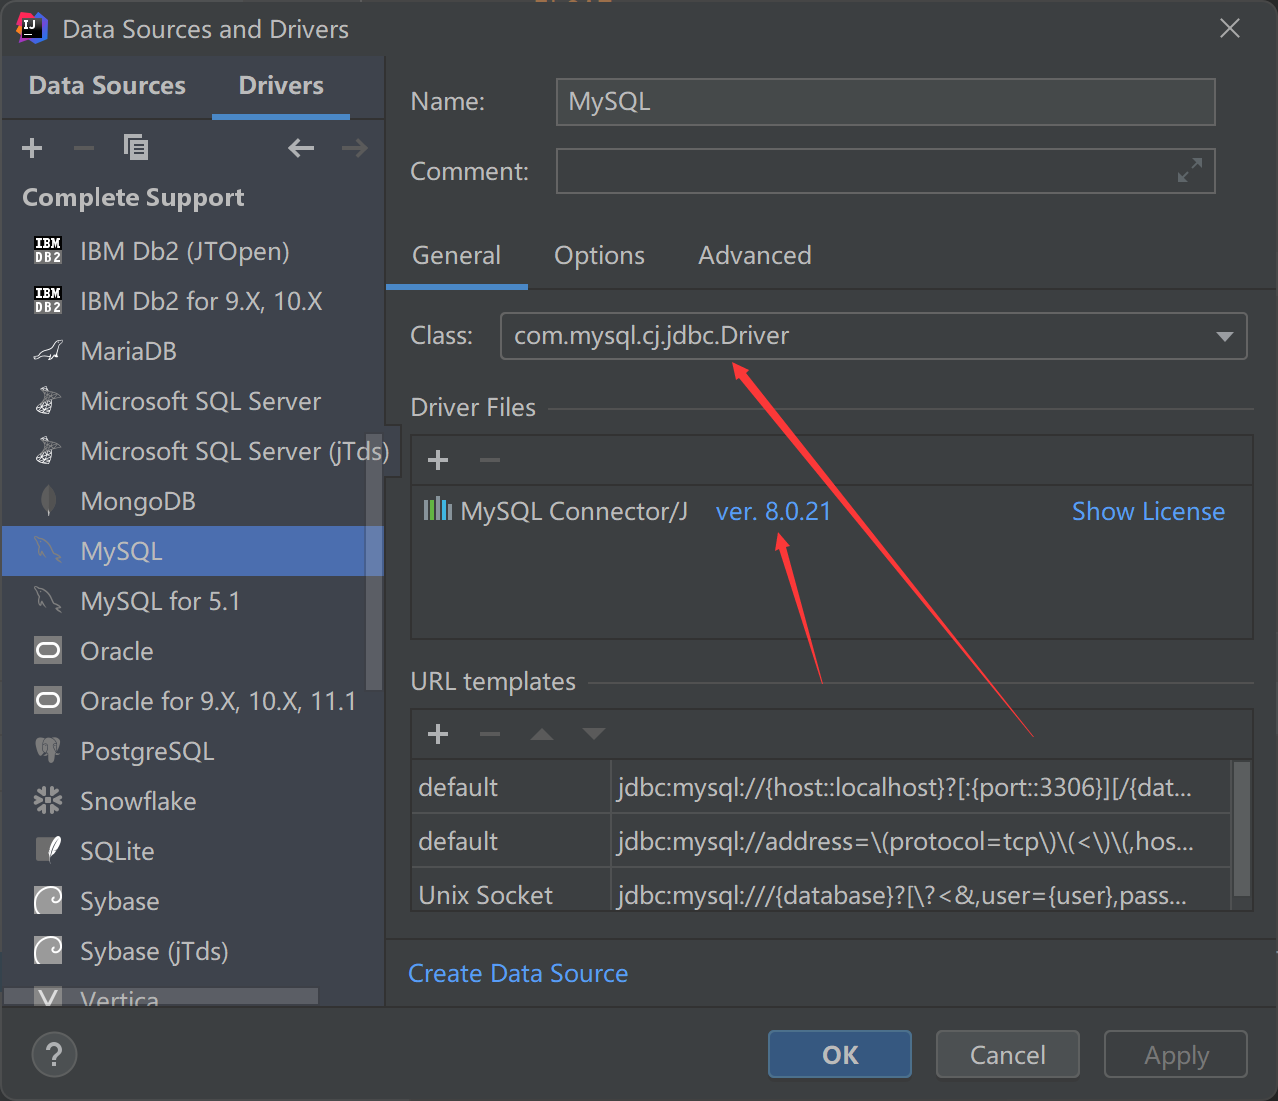 Data Sources and Drivers
Data Sources
Drivers
Complete Support
IBM Db2 (JTOpen)
IBM Db2 for 9.X, 10.X
MariaDB
Microsoft SQL Server
Microsoft SQL Server (jTds)
MongoDB
MySQL
MySQL for 5.1
Oracle
Oracle for 9.X, 10.X, 11.1
PostgreSQL
Snowflake
SQLite
Sybase
Sybase (jTds)
Vertica
Name: MySQL
Comment:
General Options Advanced
Class: com.mysql.cj.jdbc.Driver
Driver Files
MySQL Connector/J ver. 8.0.21 Show License
URL templates
default jdbc:mysql://{host::localhost}?[:{port::3306}][/{dat...
default jdbc:mysql://address=\(protocol=tcp\)\(<\)\(,hos...
Unix Socket jdbc:mysql:///{database}?[\?<&,user={user},pass...
Create Data Source
? OK Cancel Apply